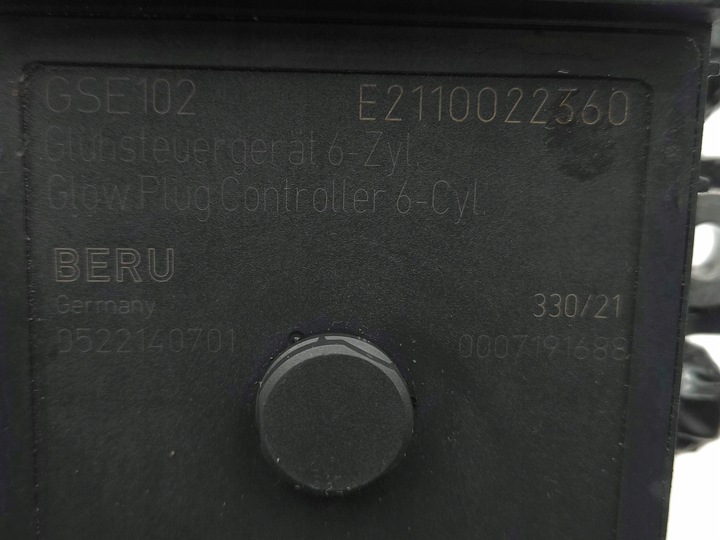 GSE102 E2110022360
Glühsteuergerät 6-Zyl.
Glow Plug Controller 6-Cyl.
BERU
Germany 330/21
0522140701 0007191688